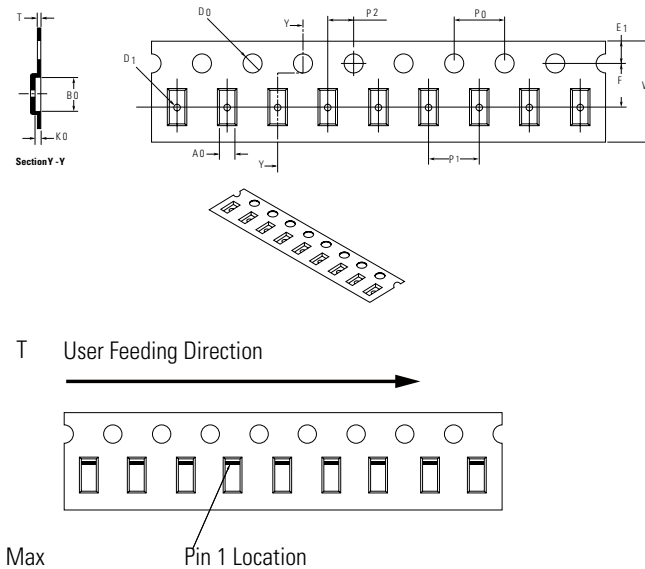 T
D0
Y
P2
P0
E1
D1
B0
F
W
K0
A0
Y
P1
Section Y - Y
T User Feeding Direction
Max Pin 1 Location